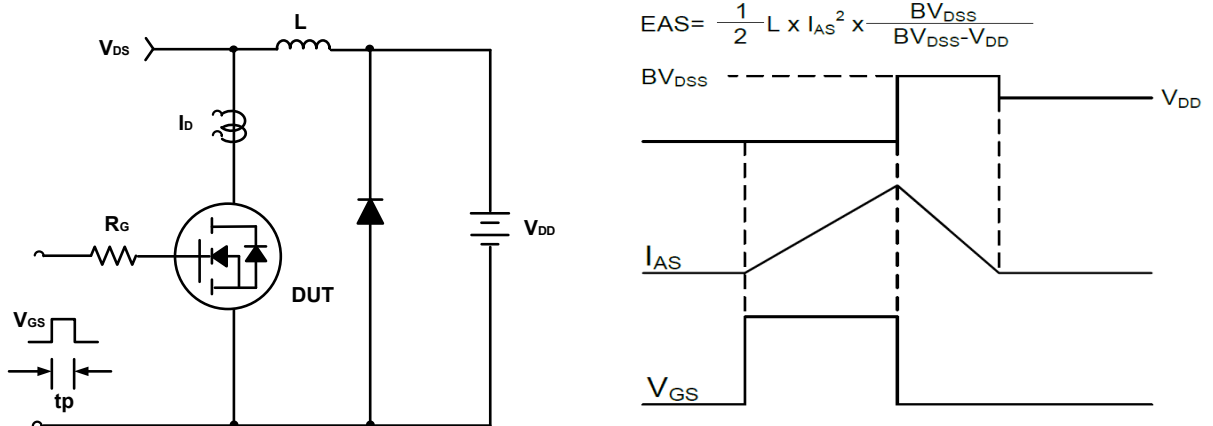 L
VDS
ID
RG
VDD
DUT
VGS
tp
EAS= 1/2 L x IAS² x BVDSS/(BVDSS-VDD)
BVDSS
VDD
IAS
VGS